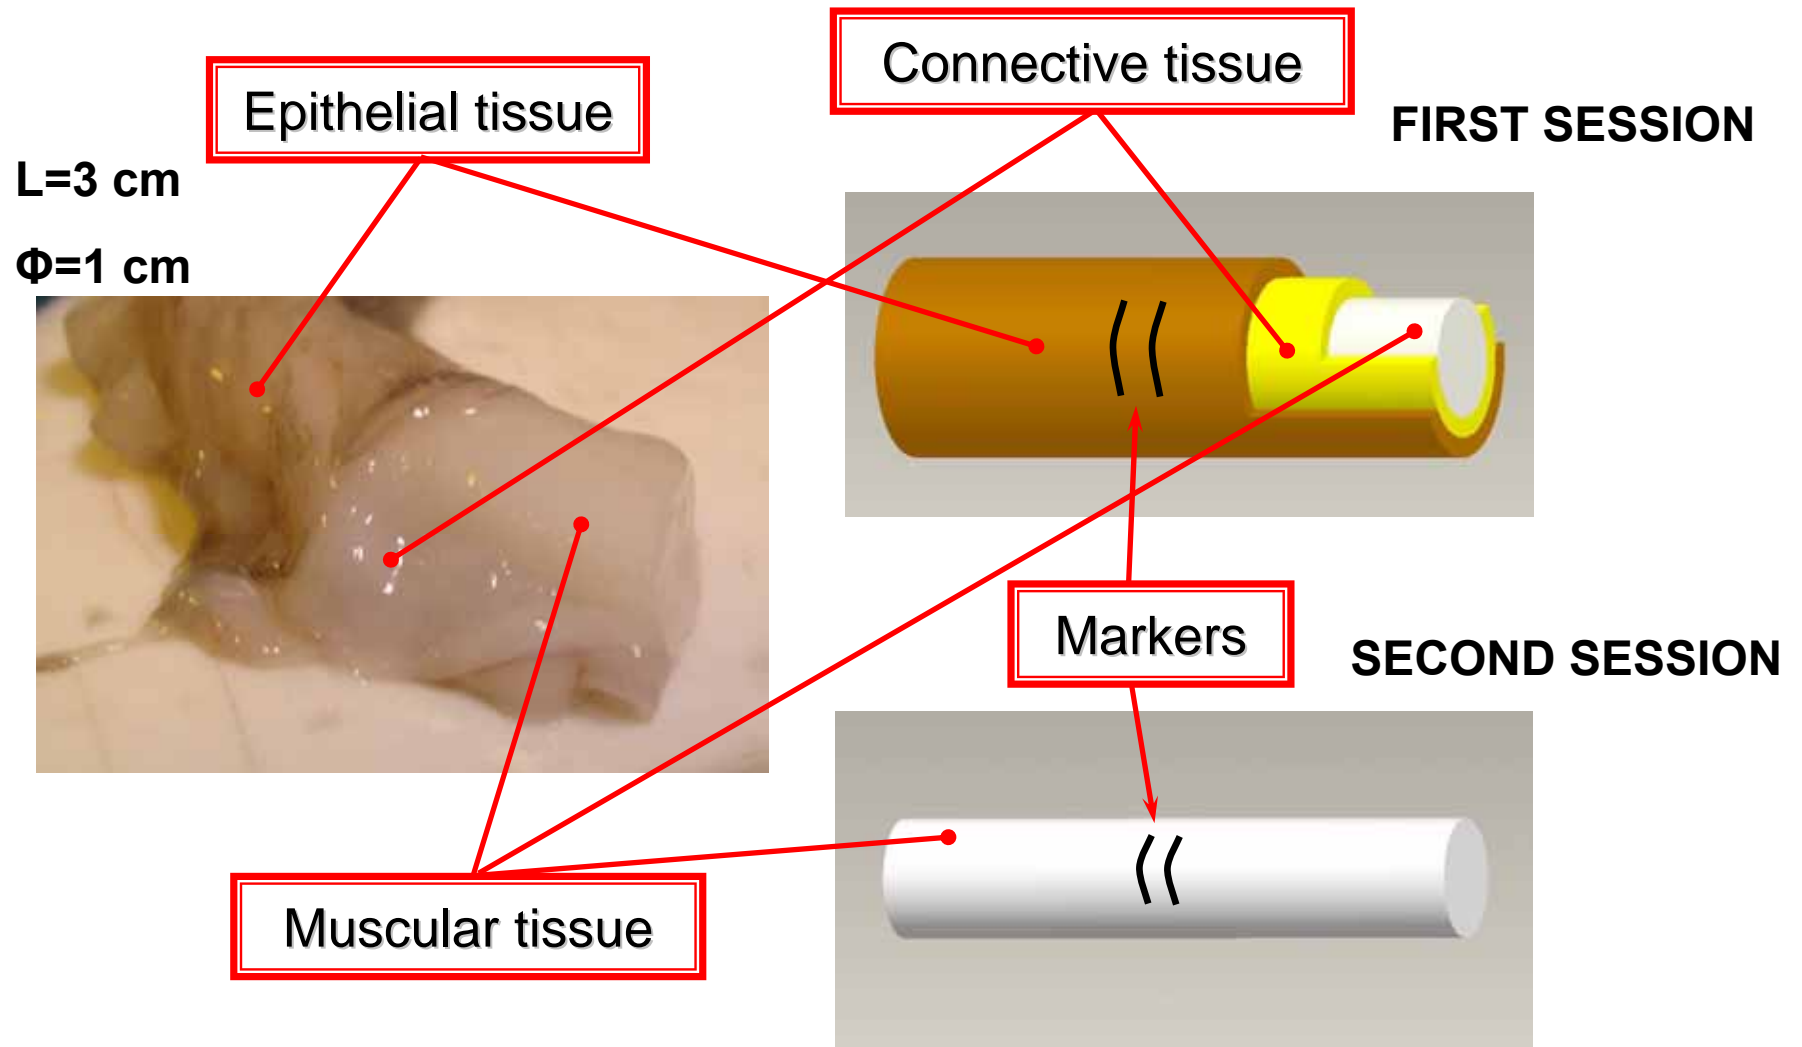 Connective tissue
Epithelial tissue
FIRST SESSION
L=3 cm
Φ=1 cm
Markers
SECOND SESSION
Muscular tissue